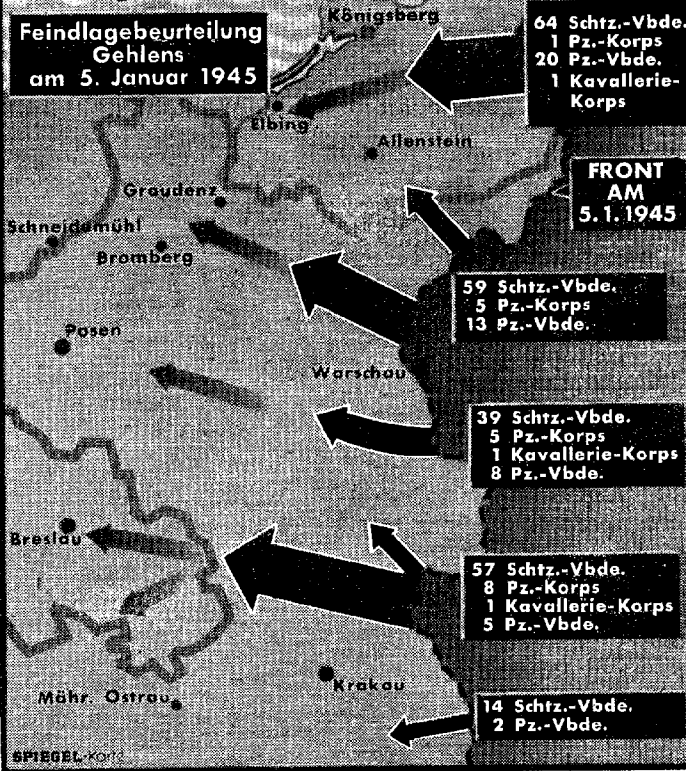 Feindlagebeurteilung
Gehlens
am 5. Januar 1945
Königsberg
64 Schtz.-Vbde.
1 Pz.-Korps
20 Pz.-Vbde.
1 Kavallerie-
Korps
Elbing
Allenstein
FRONT
AM
5.1.1945
Graudenz
Schneidemühl
Bromberg
59 Schtz.-Vbde.
5 Pz.-Korps
13 Pz.-Vbde.
Posen
Warschau
39 Schtz.-Vbde.
5 Pz.-Korps
1 Kavallerie-Korps
8 Pz.-Vbde.
Breslau
57 Schtz.-Vbde.
8 Pz.-Korps
1 Kavallerie-Korps
5 Pz.-Vbde.
Mähr. Ostrau
Krakau
14 Schtz.-Vbde.
2 Pz.-Vbde.
SPIEGEL-Karte